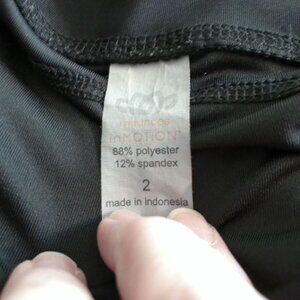 inMOTION
88% polyester
12% spandex
2
made in indonesia